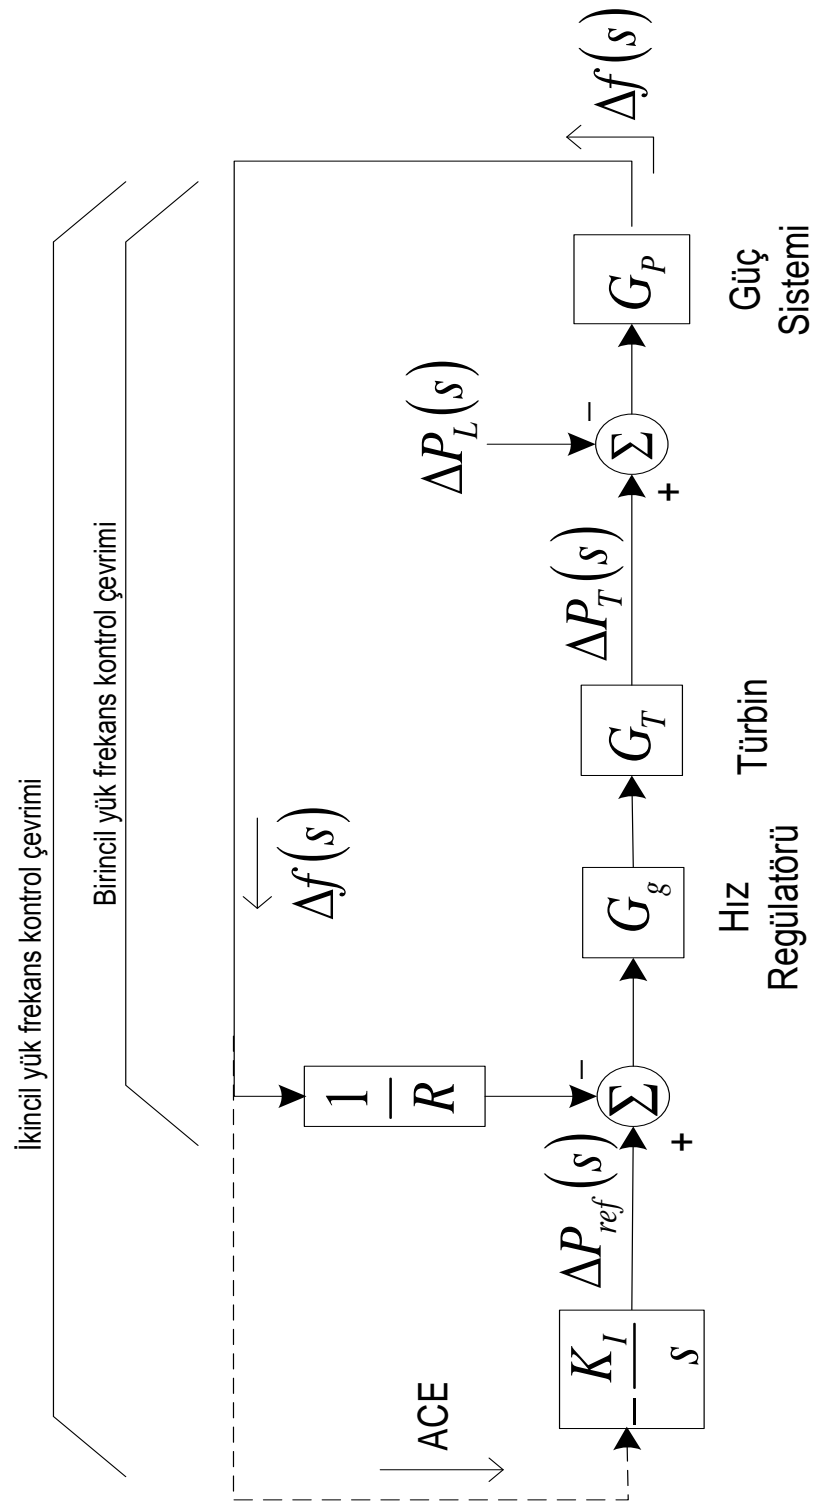 İkincil yük frekans kontrol çevrimi
Birincil yük frekans kontrol çevrimi
Δf(s)
Δf(s)
ACE
1
R
ΔP_L(s)
−K_I
s
ΔP_ref(s)
+
−
Σ
G_g
G_T
ΔP_T(s)
+
−
Σ
G_P
Hız
Regülatörü
Türbin
Güç
Sistemi